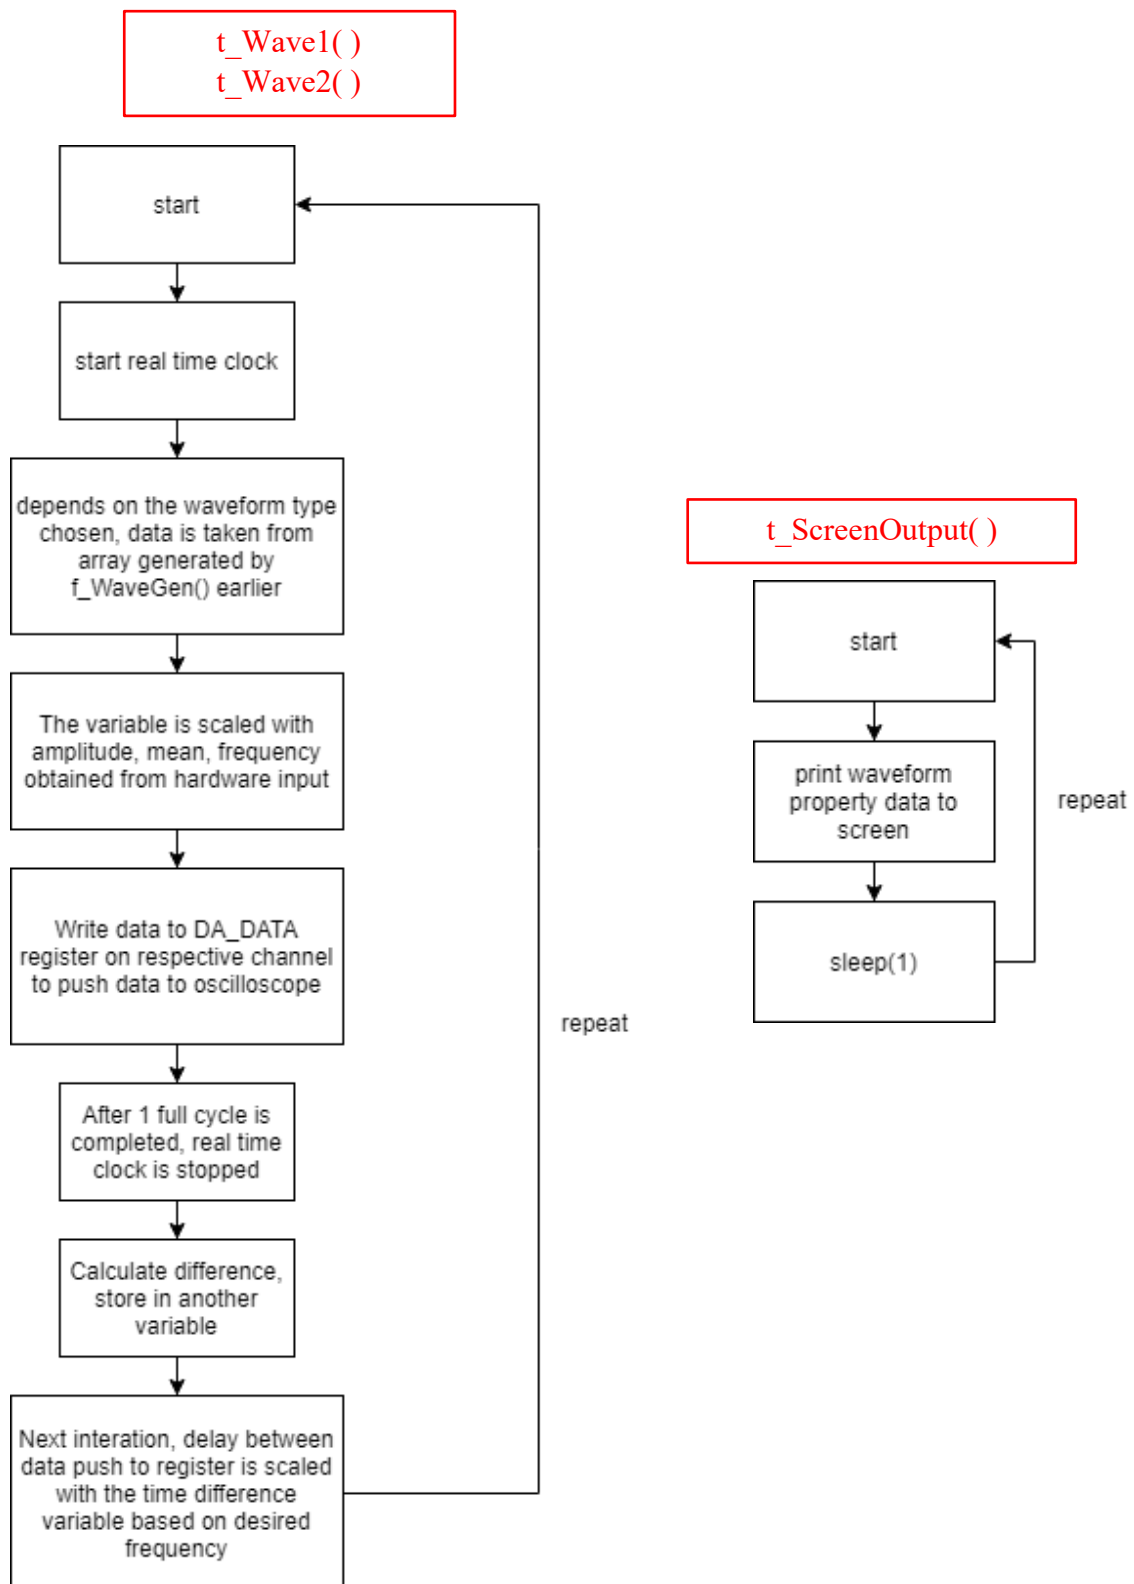 t_Wave1( )
t_Wave2( )
start
start real time clock
depends on the waveform type
chosen, data is taken from
array generated by
f_WaveGen() earlier
The variable is scaled with
amplitude, mean, frequency
obtained from hardware input
Write data to DA_DATA
register on respective channel
to push data to oscilloscope
After 1 full cycle is
completed, real time
clock is stopped
Calculate difference,
store in another
variable
Next interation, delay between
data push to register is scaled
with the time difference
variable based on desired
frequency
repeat
t_ScreenOutput( )
start
print waveform
property data to
screen
sleep(1)
repeat